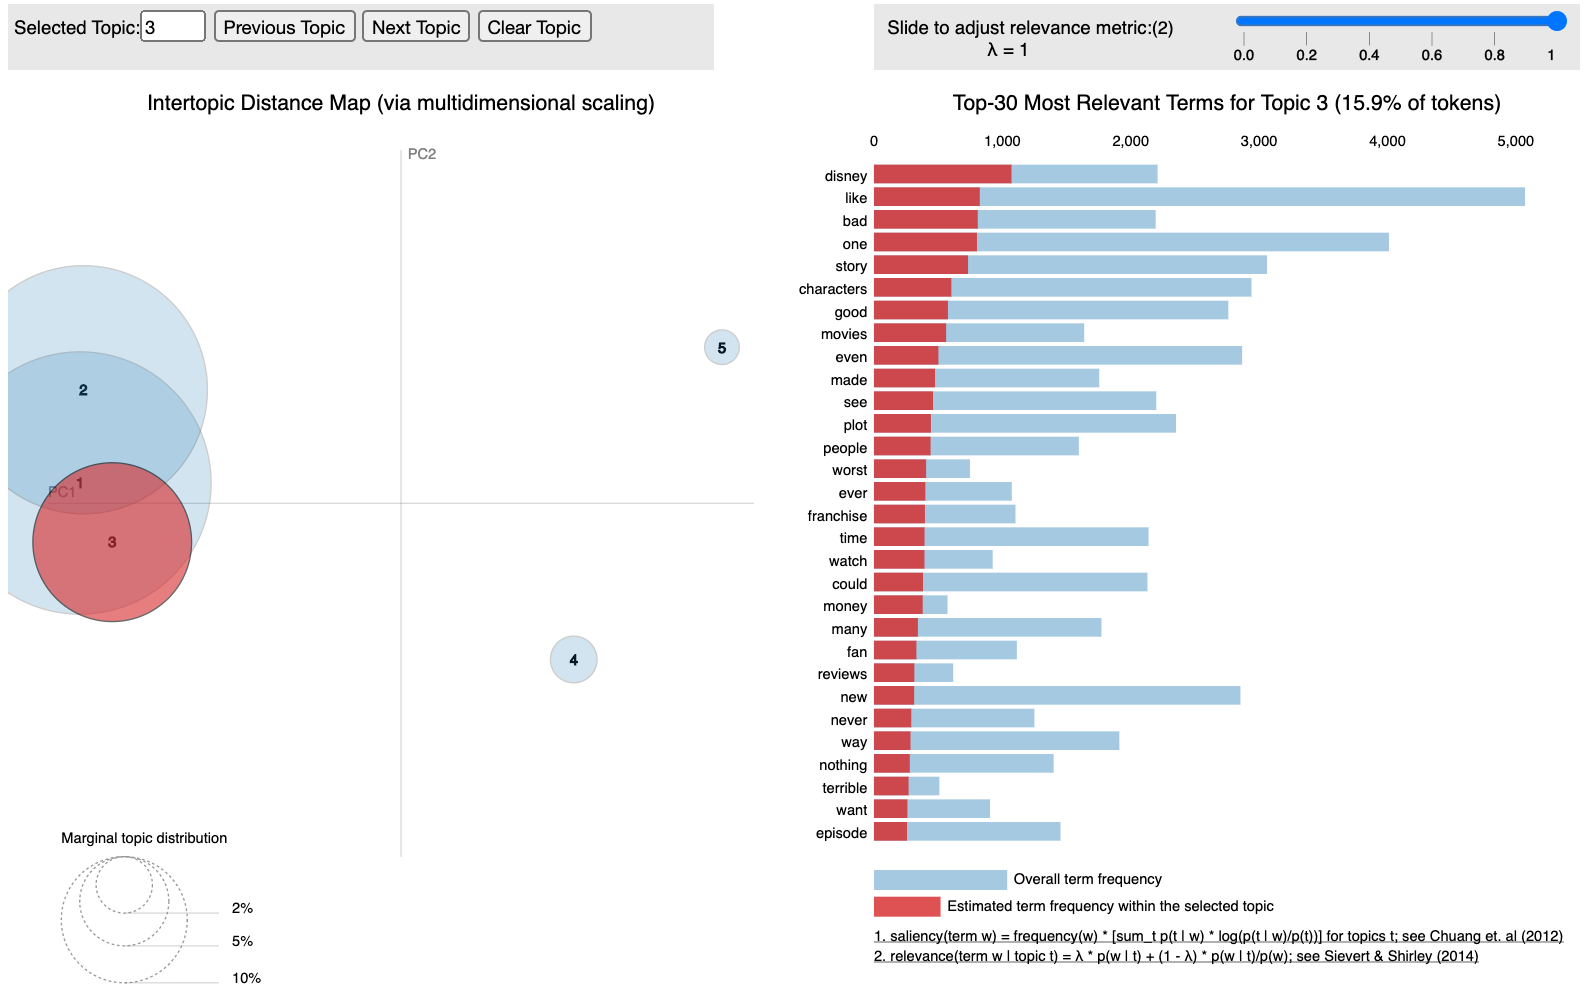 Selected Topic: 3 Previous Topic Next Topic Clear Topic
Slide to adjust relevance metric:(2)
λ = 1
0.0 0.2 0.4 0.6 0.8 1
Intertopic Distance Map (via multidimensional scaling)
PC2
5
2
1
PC1
3
4
Marginal topic distribution
2%
5%
10%
Top-30 Most Relevant Terms for Topic 3 (15.9% of tokens)
0 1,000 2,000 3,000 4,000 5,000
disney
like
bad
one
story
characters
good
movies
even
made
see
plot
people
worst
ever
franchise
time
watch
could
money
many
fan
reviews
new
never
way
nothing
terrible
want
episode
Overall term frequency
Estimated term frequency within the selected topic
1. saliency(term w) = frequency(w) * [sum_t p(t | w) * log(p(t | w)/p(t))] for topics t; see Chuang et. al (2012)
2. relevance(term w | topic t) = λ * p(w | t) + (1 - λ) * p(w | t)/p(w); see Sievert & Shirley (2014)